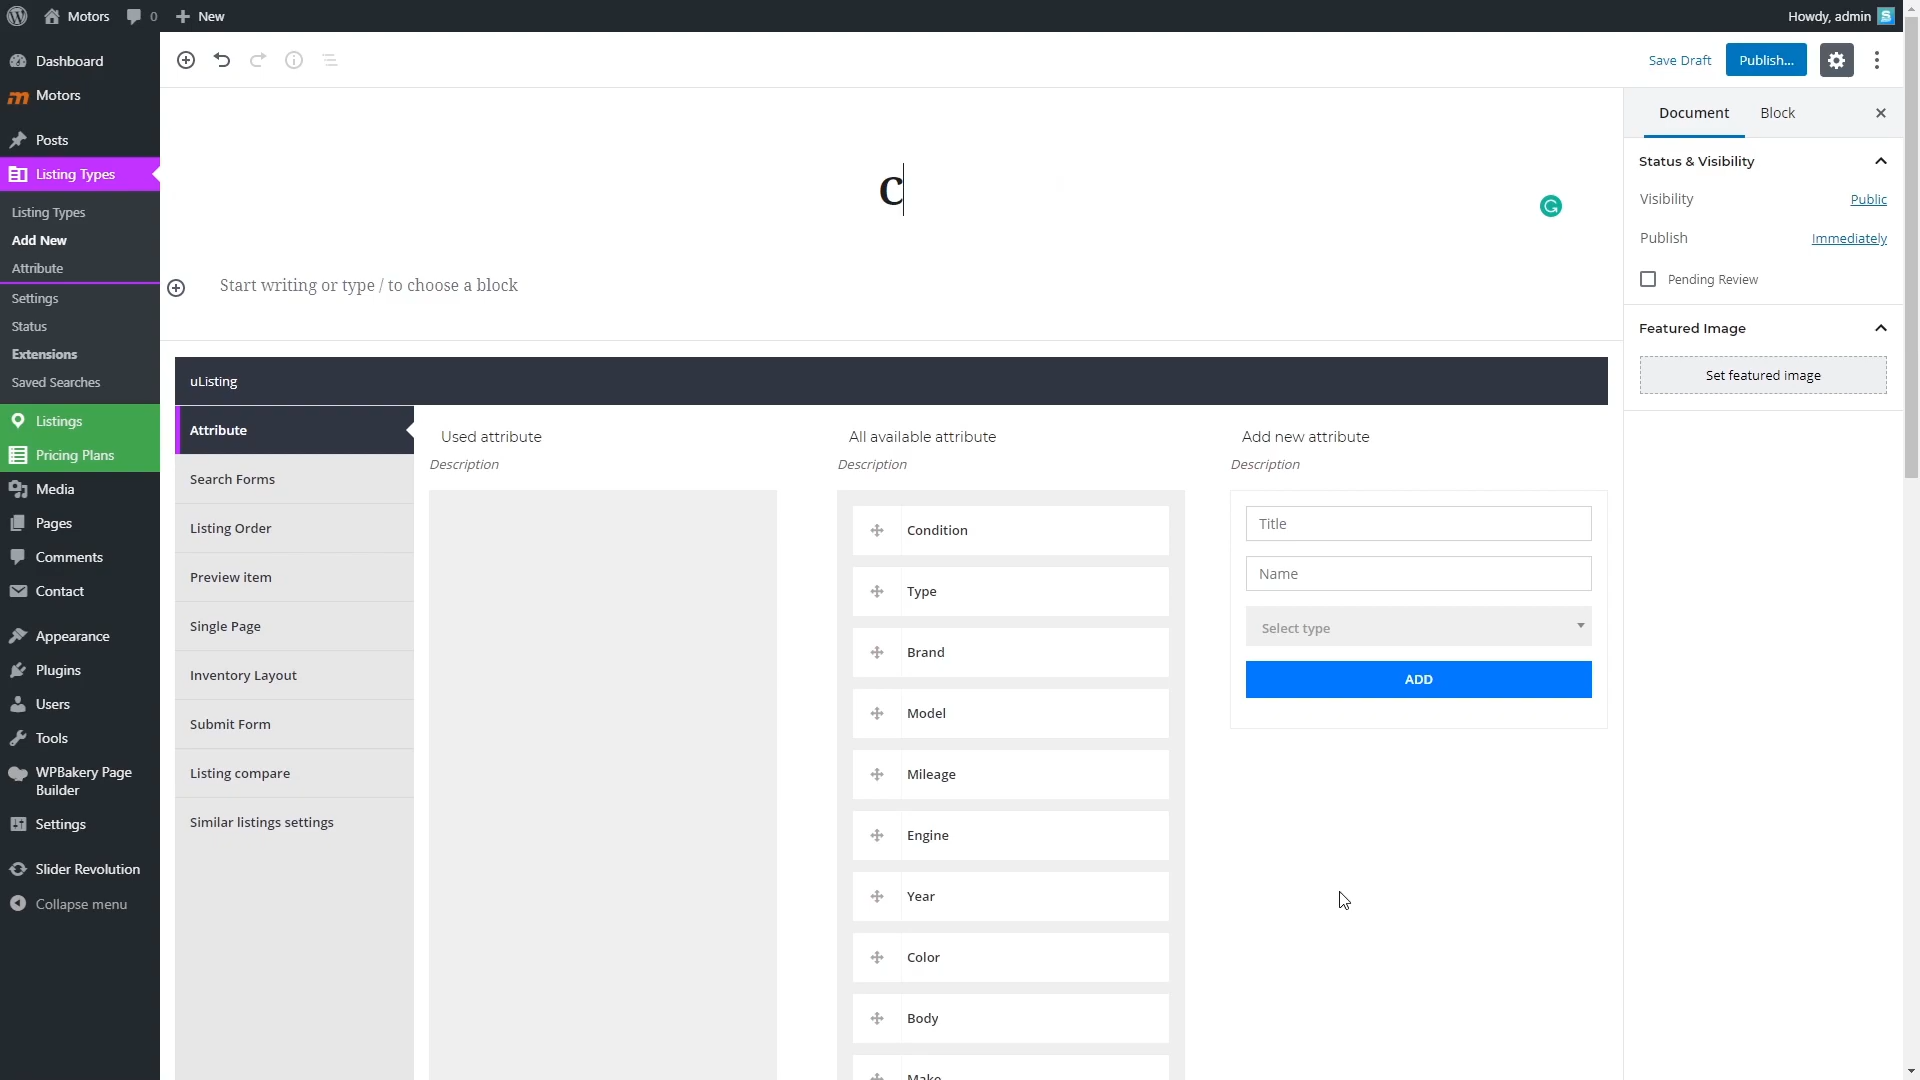 Motors
0
New
Howdy, admin
Dashboard
Motors
Posts
Listing Types
Listing Types
Add New
Attribute
Settings
Status
Extensions
Saved Searches
Listings
Pricing Plans
Media
Pages
Comments
Contact
Appearance
Plugins
Users
Tools
WPBakery Page
Builder
Settings
Slider Revolution
Collapse menu
Save Draft
Publish...
C
Start writing or type / to choose a block
uListing
Attribute
Search Forms
Listing Order
Preview item
Single Page
Inventory Layout
Submit Form
Listing compare
Similar listings settings
Used attribute
Description
All available attribute
Description
Condition
Type
Brand
Model
Mileage
Engine
Year
Color
Body
Make
Add new attribute
Description
Title
Name
Select type
ADD
Document
Block
Status & Visibility
Visibility
Public
Publish
Immediately
Pending Review
Featured Image
Set featured image